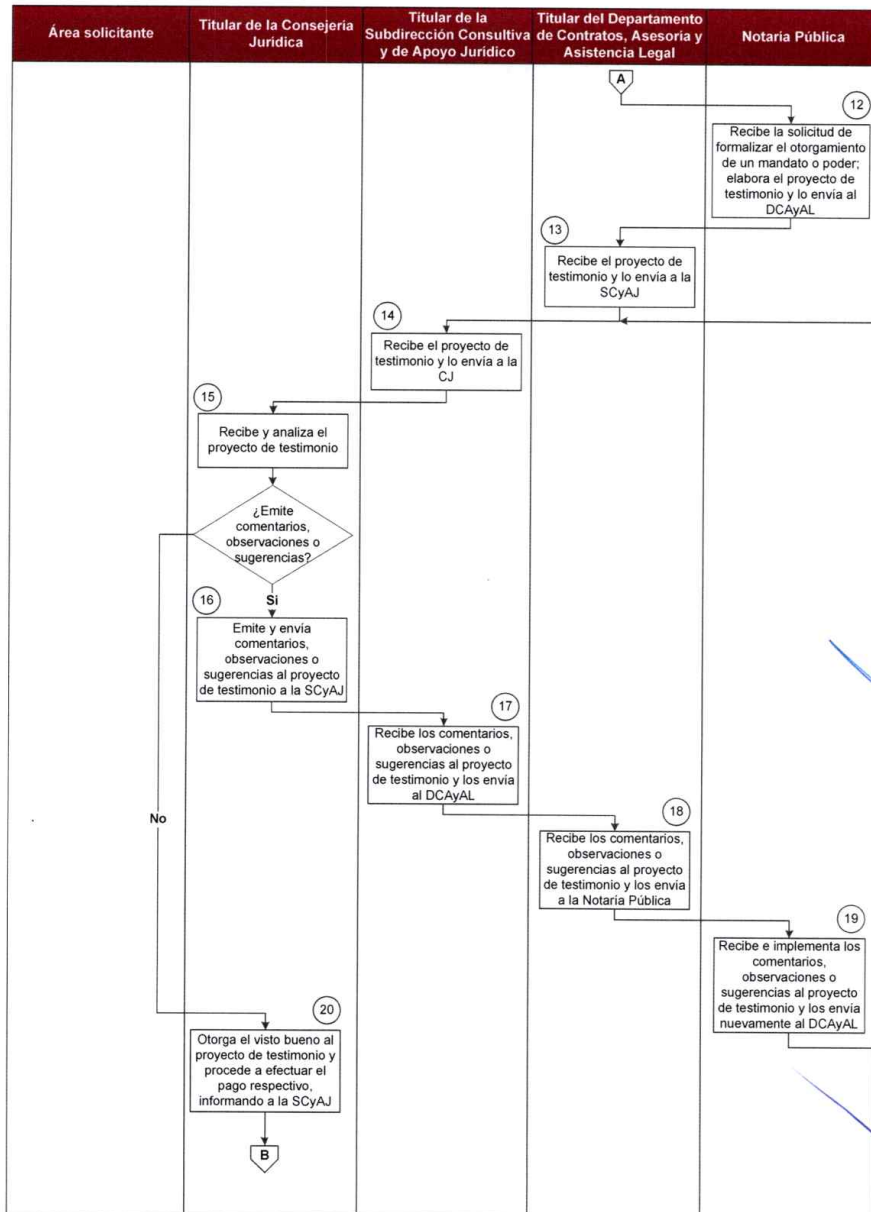 Área solicitante
Titular de la Consejería
Jurídica
Titular de la
Subdirección Consultiva
y de Apoyo Jurídico
Titular del Departamento
de Contratos, Asesoría y
Asistencia Legal
Notaría Pública
A
12
Recibe la solicitud de
formalizar el otorgamiento
de un mandato o poder;
elabora el proyecto de
testimonio y lo envía al
DCAyAL
13
Recibe el proyecto de
testimonio y lo envía a la
SCyAJ
14
Recibe el proyecto de
testimonio y lo envía a la
CJ
15
Recibe y analiza el
proyecto de testimonio
¿Emite
comentarios,
observaciones o
sugerencias?
Si
16
Emite y envía
comentarios,
observaciones o
sugerencias al proyecto
de testimonio a la SCyAJ
17
Recibe los comentarios,
observaciones o
sugerencias al proyecto
de testimonio y los envía
al DCAyAL
No
18
Recibe los comentarios,
observaciones o
sugerencias al proyecto
de testimonio y los envía
a la Notaría Pública
19
Recibe e implementa los
comentarios,
observaciones o
sugerencias al proyecto
de testimonio y los envía
nuevamente al DCAyAL
20
Otorga el visto bueno al
proyecto de testimonio y
procede a efectuar el
pago respectivo,
informando a la SCyAJ
B